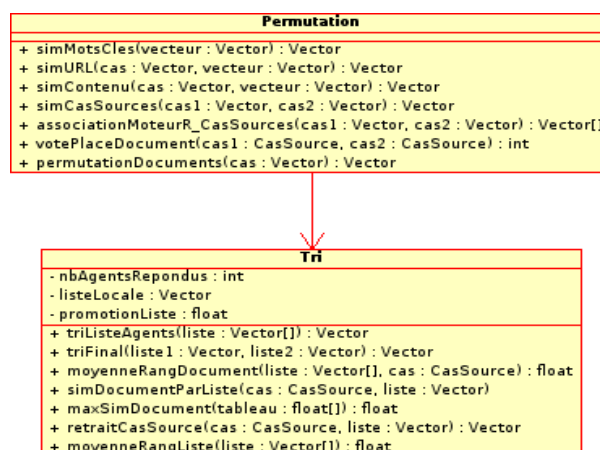 Permutation
+ simMotsCles(vecteur : Vector) : Vector
+ simURL(cas : Vector, vecteur : Vector) : Vector
+ simContenu(cas : Vector, vecteur : Vector) : Vector
+ simCasSources(cas1 : Vector, cas2 : Vector) : Vector
+ associationMoteurR_CasSources(cas1 : Vector, cas2 : Vector) : Vector[]
+ votePlaceDocument(cas1 : CasSource, cas2 : CasSource) : int
+ permutationDocuments(cas : Vector) : Vector
Tri
- nbAgentsRepondus : int
- listeLocale : Vector
- promotionListe : float
+ triListeAgents(liste : Vector[]) : Vector
+ triFinal(liste1 : Vector, liste2 : Vector) : Vector
+ moyenneRangDocument(liste : Vector[], cas : CasSource) : float
+ simDocumentParListe(cas : CasSource, liste : Vector)
+ maxSimDocument(tableau : float[]) : float
+ retraitCasSource(cas : CasSource, liste : Vector) : Vector
+ moyenneRangListe(liste : Vector[]) : float